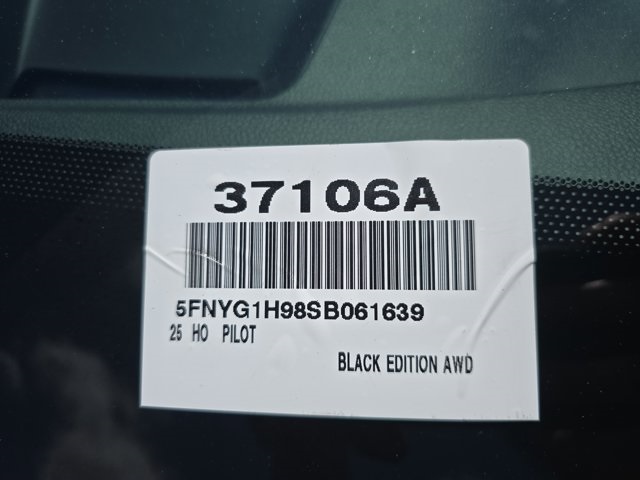 37106A
5FNYG1H98SB061639
25 HO PILOT
BLACK EDITION AWD